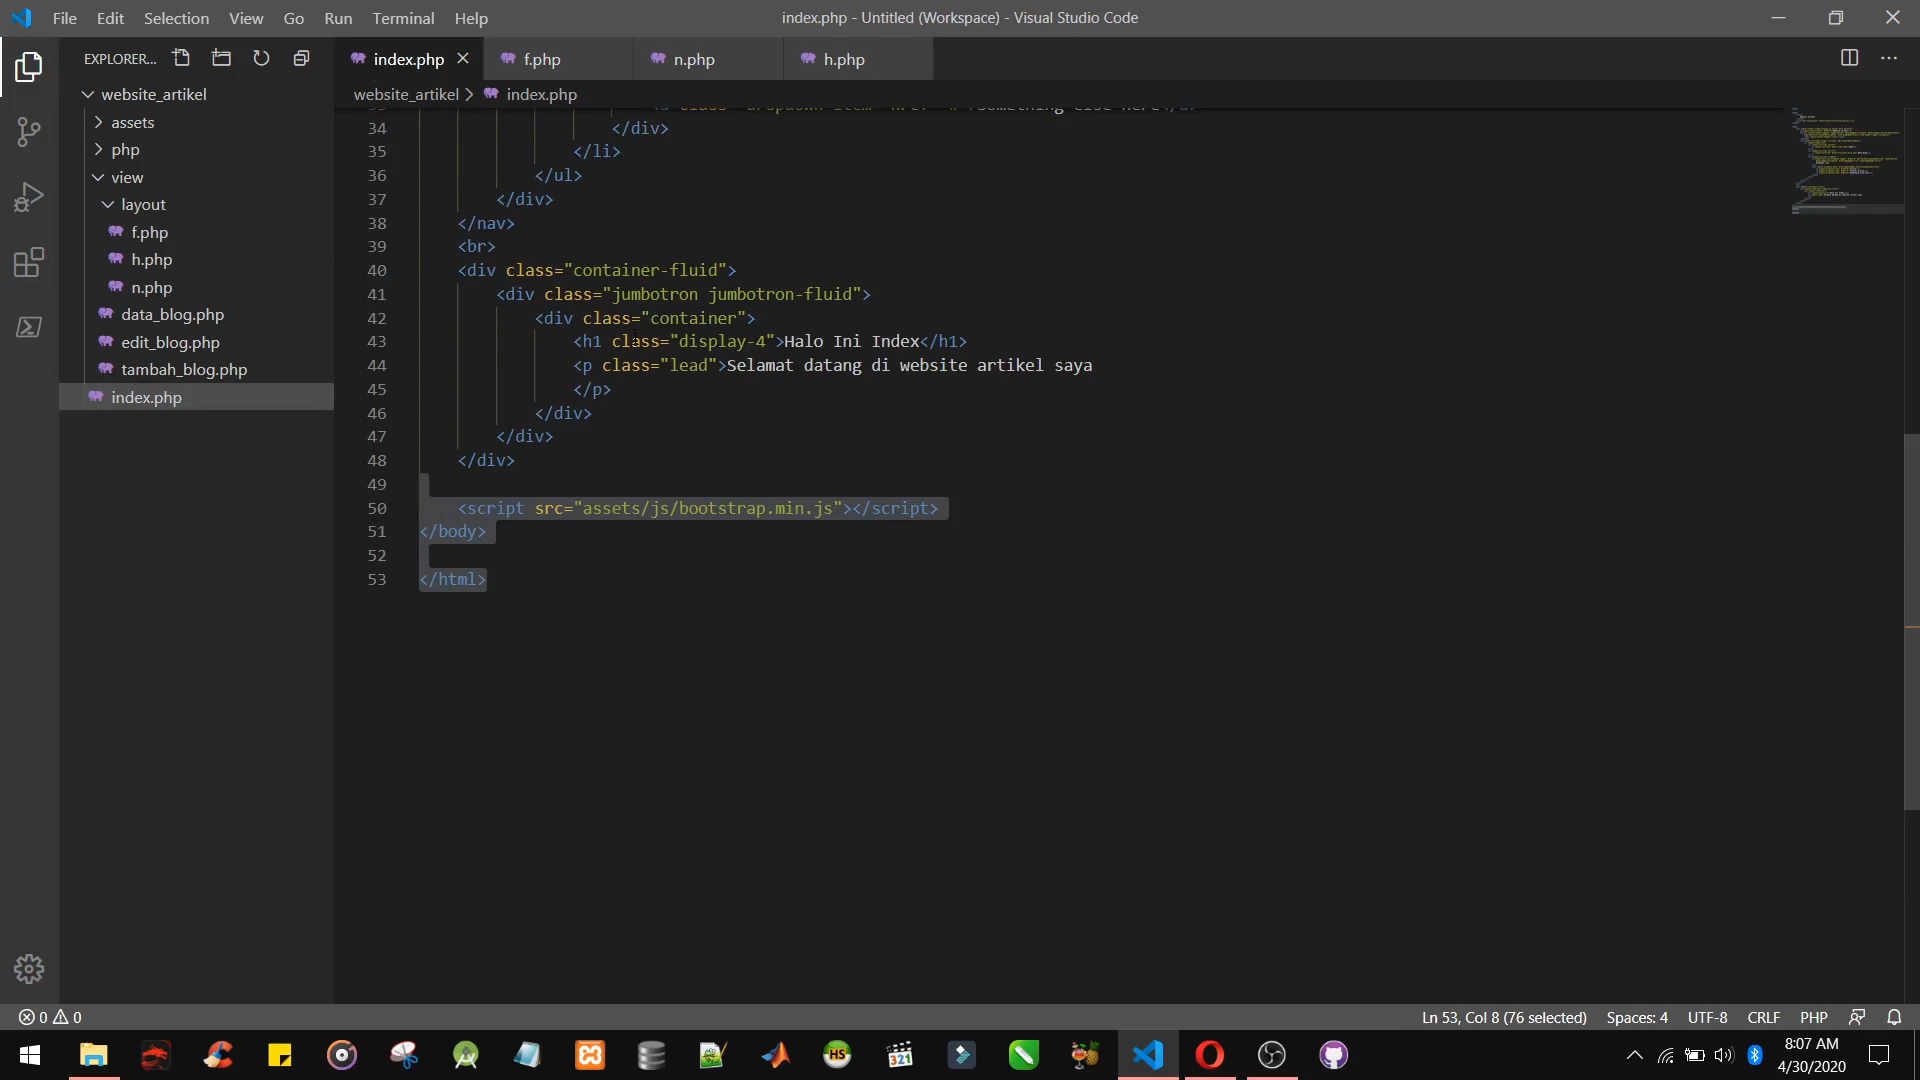 File Edit Selection View Go Run Terminal Help
index.php - Untitled (Workspace) - Visual Studio Code
EXPLORER...
index.php
f.php
n.php
h.php
website_artikel > index.php
website_artikel
assets
php
view
layout
f.php
h.php
n.php
data_blog.php
edit_blog.php
tambah_blog.php
index.php
34 </div>
35 </li>
36 </ul>
37 </div>
38 </nav>
39 <br>
40 <div class="container-fluid">
41 <div class="jumbotron jumbotron-fluid">
42 <div class="container">
43 <h1 class="display-4">Halo Ini Index</h1>
44 <p class="lead">Selamat datang di website artikel saya
45 </p>
46 </div>
47 </div>
48 </div>
49
50 <script src="assets/js/bootstrap.min.js"></script>
51 </body>
52
53 </html>
0 0
Ln 53, Col 8 (76 selected) Spaces: 4 UTF-8 CRLF PHP
HS
321
8:07 AM
4/30/2020